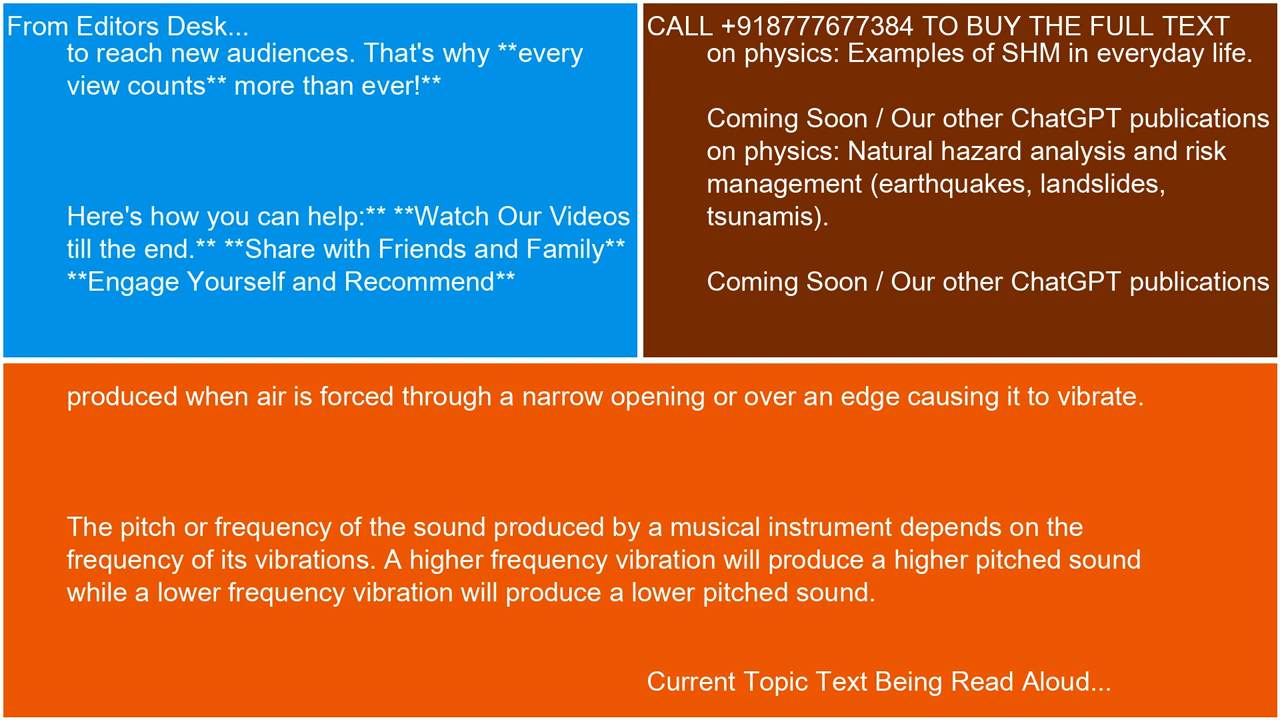 From Editors Desk...
to reach new audiences. That's why **every
view counts** more than ever!**
Here's how you can help:** **Watch Our Videos
till the end.** **Share with Friends and Family**
**Engage Yourself and Recommend**
CALL +918777677384 TO BUY THE FULL TEXT
on physics: Examples of SHM in everyday life.
Coming Soon / Our other ChatGPT publications
on physics: Natural hazard analysis and risk
management (earthquakes, landslides,
tsunamis).
Coming Soon / Our other ChatGPT publications
produced when air is forced through a narrow opening or over an edge causing it to vibrate.
The pitch or frequency of the sound produced by a musical instrument depends on the
frequency of its vibrations. A higher frequency vibration will produce a higher pitched sound
while a lower frequency vibration will produce a lower pitched sound.
Current Topic Text Being Read Aloud...